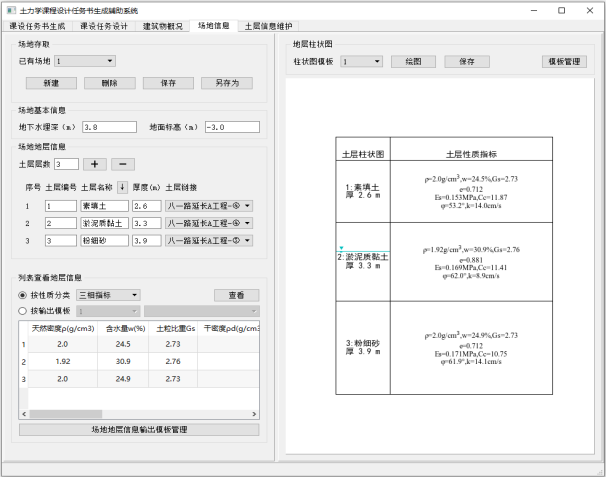 土力学课程设计任务书生成辅助系统
课设任务书生成 课设任务设计 建筑物概况 场地信息 土层信息维护
场地存取
已有场地 1
新建 删除 保存 另存为
场地基本信息
地下水埋深(m) 3.8 地面标高(m) -3.0
场地地层信息
土层层数 3 + −
序号 土层编号 土层名称 ↓ 厚度(m) 土层链接
1 1 素填土 2.6 八一路延长A工程-④
2 2 淤泥质黏土 3.3 八一路延长A工程-⑥
3 3 粉细砂 3.9 八一路延长A工程-②
列表查看地层信息
按性质分类 三相指标 查看
按输出模板 1
天然密度ρ(g/cm3) 含水量w(%) 土粒比重Gs 干密度ρd(g/cm3
1 2.0 24.5 2.73
2 1.92 30.9 2.76
3 2.0 24.9 2.73
场地地层信息输出模板管理
地层柱状图
柱状图模板 1 绘图 保存 模板管理
土层柱状图 土层性质指标
1:素填土
厚 2.6 m
ρ=2.0g/cm3,w=24.5%,Gs=2.73
e=0.712
Es=0.153MPa,Cc=11.87
φ=53.2°,k=14.0cm/s
2:淤泥质黏土
厚 3.3 m
ρ=1.92g/cm3,w=30.9%,Gs=2.76
e=0.881
Es=0.169MPa,Cc=11.41
φ=62.0°,k=8.9cm/s
3:粉细砂
厚 3.9 m
ρ=2.0g/cm3,w=24.9%,Gs=2.73
e=0.712
Es=0.171MPa,Cc=10.75
φ=61.9°,k=14.1cm/s